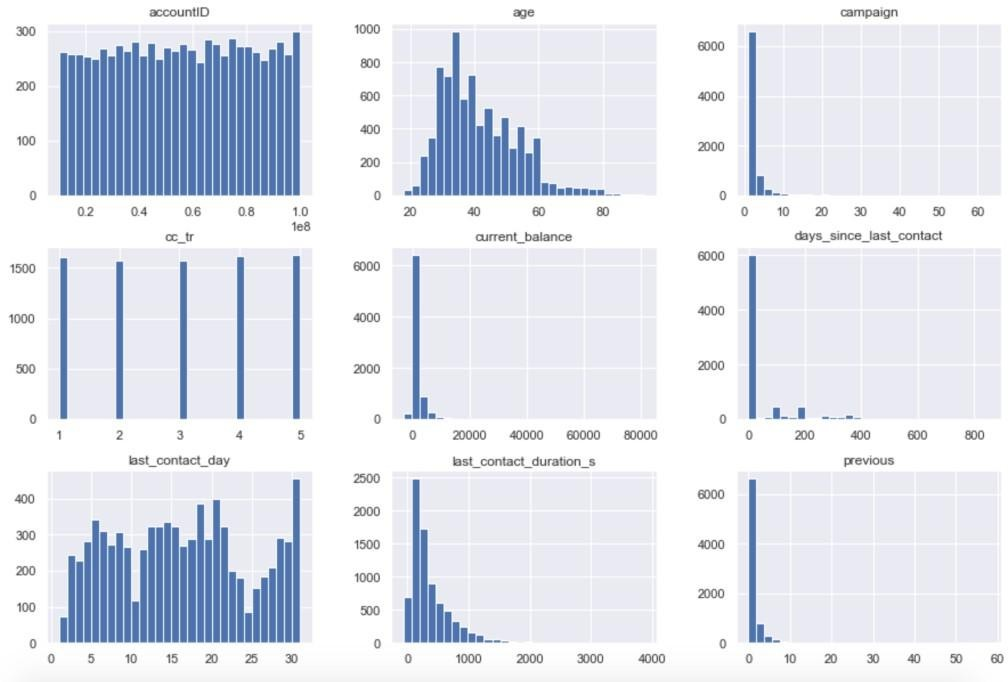 accountID
age
campaign
300
200
100
0
0.2 0.4 0.6 0.8 1.0
1e8
1000
800
600
400
200
0
20 40 60 80
6000
4000
2000
0
0 10 20 30 40 50 60
cc_tr
current_balance
days_since_last_contact
1500
1000
500
0
1 2 3 4 5
6000
4000
2000
0
0 20000 40000 60000 80000
6000
4000
2000
0
0 200 400 600 800
last_contact_day
last_contact_duration_s
previous
400
300
200
100
0
0 5 10 15 20 25 30
2500
2000
1500
1000
500
0
0 1000 2000 3000 4000
6000
4000
2000
0
0 10 20 30 40 50 60